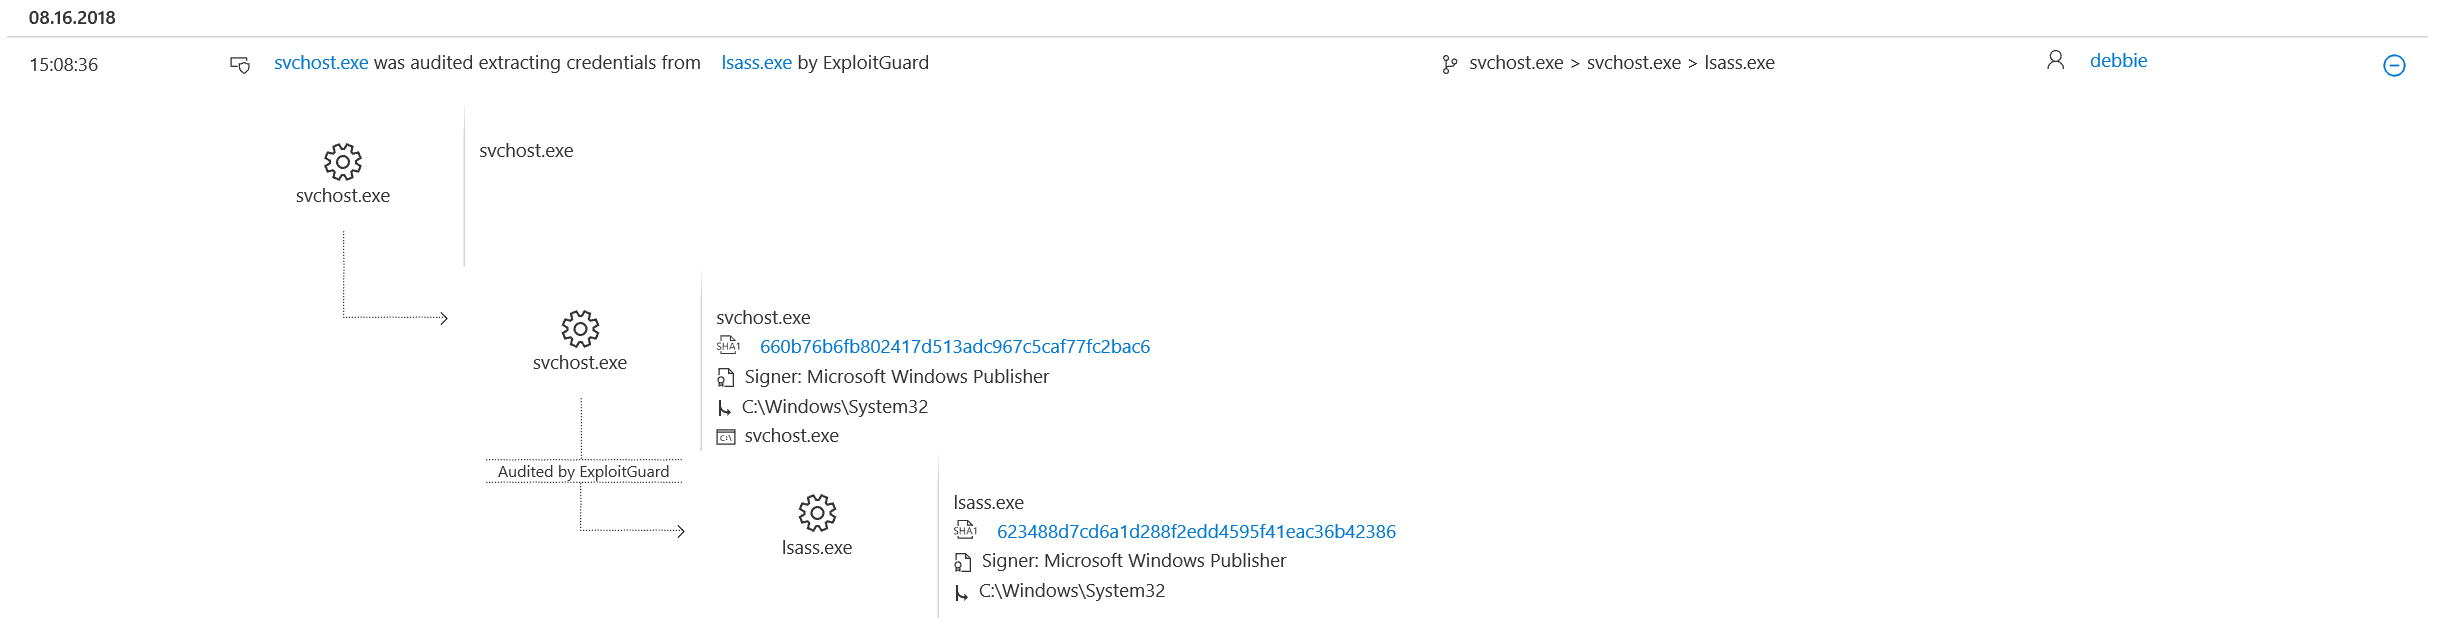 08.16.2018
15:08:36 svchost.exe was audited extracting credentials from lsass.exe by ExploitGuard svchost.exe > svchost.exe > lsass.exe debbie
svchost.exe
svchost.exe
svchost.exe
SHA1 660b76b6fb802417d513adc967c5caf77fc2bac6
svchost.exe
Signer: Microsoft Windows Publisher
C:\Windows\System32
C:\ svchost.exe
Audited by ExploitGuard
lsass.exe
SHA1 623488d7cd6a1d288f2edd4595f41eac36b42386
lsass.exe
Signer: Microsoft Windows Publisher
C:\Windows\System32